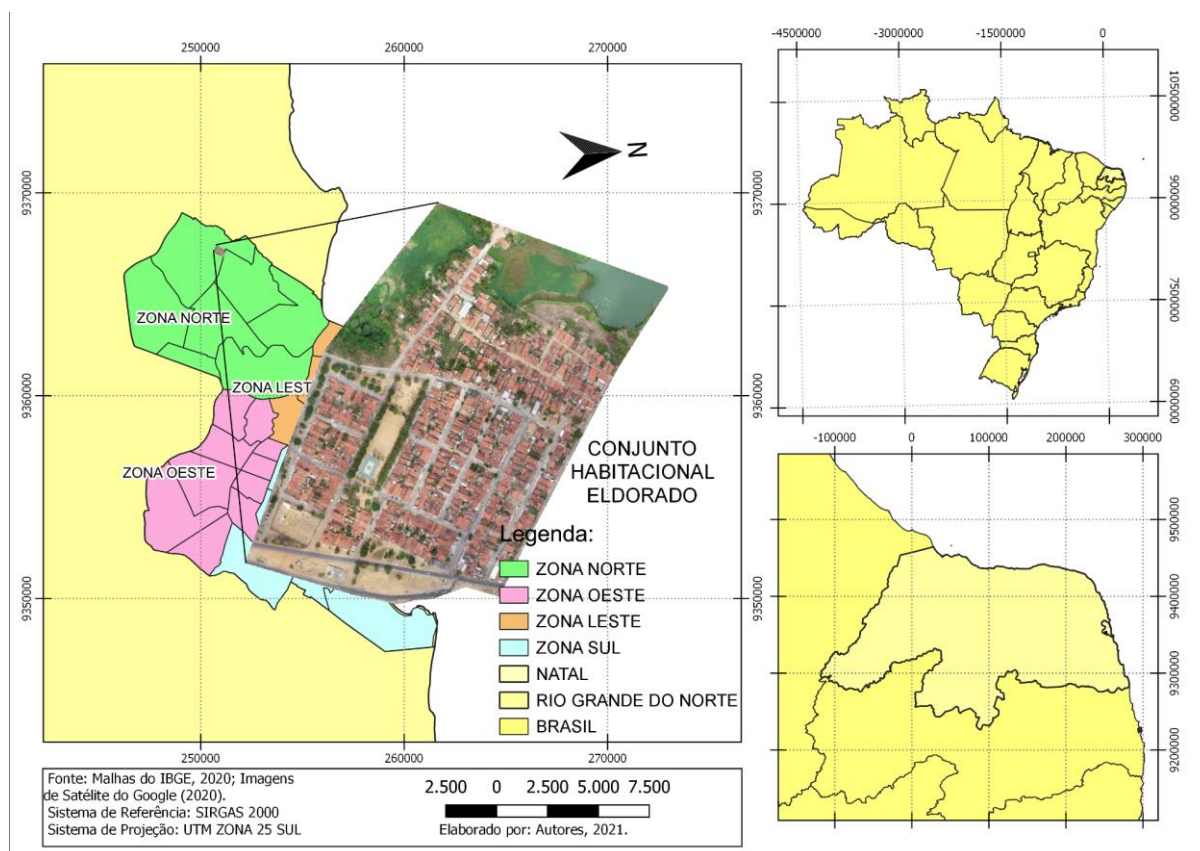 250000
260000
270000
9370000
9370000
N
ZONA NORTE
ZONA LEST
9360000
9360000
ZONA OESTE
CONJUNTO
HABITACIONAL
ELDORADO
Legenda:
ZONA NORTE
ZONA OESTE
ZONA LESTE
ZONA SUL
NATAL
RIO GRANDE DO NORTE
BRASIL
9350000
9350000
250000
260000
270000
Fonte: Malhas do IBGE, 2020; Imagens
de Satélite do Google (2020).
Sistema de Referência: SIRGAS 2000
Sistema de Projeção: UTM ZONA 25 SUL
2.500 0 2.500 5.000 7.500
Elaborado por: Autores, 2021.
-4500000 -3000000 -1500000 0
10500000
9000000
7500000
6000000
-100000 0 100000 200000 300000
9500000
9400000
9300000
9200000